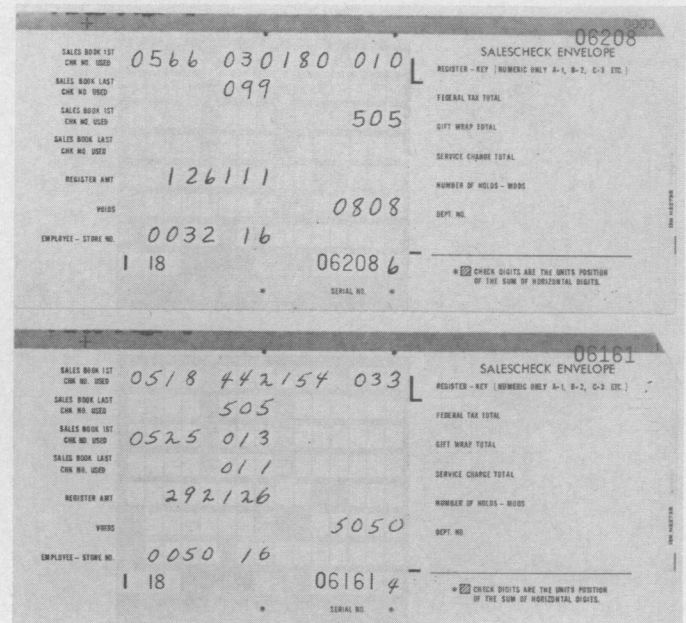 0000
06208
SALESCHECK ENVELOPE
SALES BOOK 1ST
CHK NO. USED
0566 030180 010
REGISTER - KEY (NUMERIC ONLY A-1, B-2, C-3 ETC.)
SALES BOOK LAST
CHK NO USED
099
FEDERAL TAX TOTAL
SALES BOOK 1ST
CHK NO. USED
505
GIFT WRAP TOTAL
SALES BOOK LAST
CHK NO USED
SERVICE CHARGE TOTAL
REGISTER AMT
126111
NUMBER OF HOLDS - MODS
VOIDS
0808
DEPT. NO.
EMPLOYEE - STORE NO.
0032 16
1 18
06208 6
* CHECK DIGITS ARE THE UNITS POSITION
OF THE SUM OF HORIZONTAL DIGITS.
* SERIAL NO. *
06161
SALESCHECK ENVELOPE
SALES BOOK 1ST
CHK NO. USED
0518 442154 033
REGISTER - KEY (NUMERIC ONLY A-1, B-2, C-3 ETC.)
SALES BOOK LAST
CHK NO. USED
505
FEDERAL TAX TOTAL
SALES BOOK 1ST
CHK NO USED
0525 013
GIFT WRAP TOTAL
SALES BOOK LAST
CHK NO. USED
011
SERVICE CHARGE TOTAL
REGISTER AMT
292126
NUMBER OF HOLDS - MODS
VOIDS
5050
DEPT. NO
EMPLOYEE - STORE NO.
0050 16
1 18
06161 4
* CHECK DIGITS ARE THE UNITS POSITION
OF THE SUM OF HORIZONTAL DIGITS.
* SERIAL NO. *